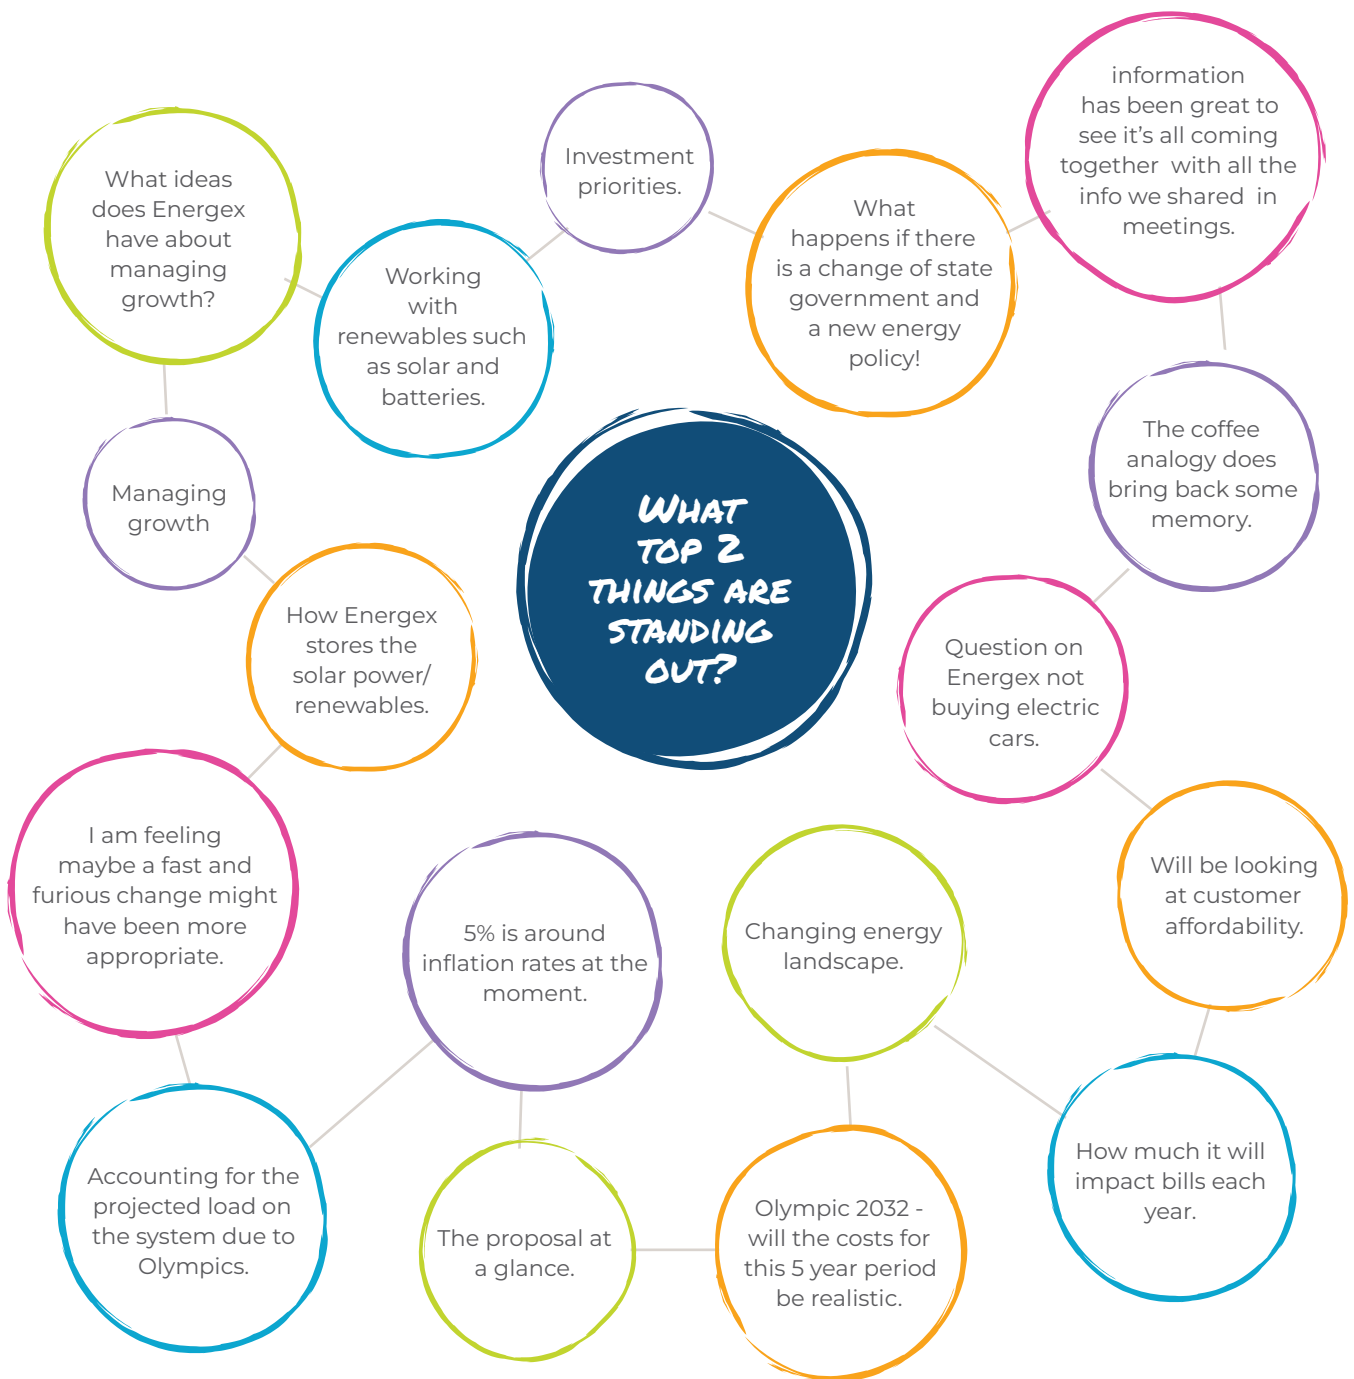 information
has been great to
see it’s all coming
together with all the
info we shared in
meetings.
Investment
priorities.
What ideas
does Energex
have about
managing
growth?
What
happens if there
is a change of state
government and
a new energy
policy!
Working
with
renewables such
as solar and
batteries.
The coffee
analogy does
bring back some
memory.
Managing
growth
WHAT
TOP 2
THINGS ARE
STANDING
OUT?
How Energex
stores the
solar power/
renewables.
Question on
Energex not
buying electric
cars.
I am feeling
maybe a fast and
furious change might
have been more
appropriate.
Will be looking
at customer
affordability.
5% is around
inflation rates at the
moment.
Changing energy
landscape.
Accounting for the
projected load on
the system due to
Olympics.
The proposal at
a glance.
Olympic 2032 -
will the costs for
this 5 year period
be realistic.
How much it will
impact bills each
year.